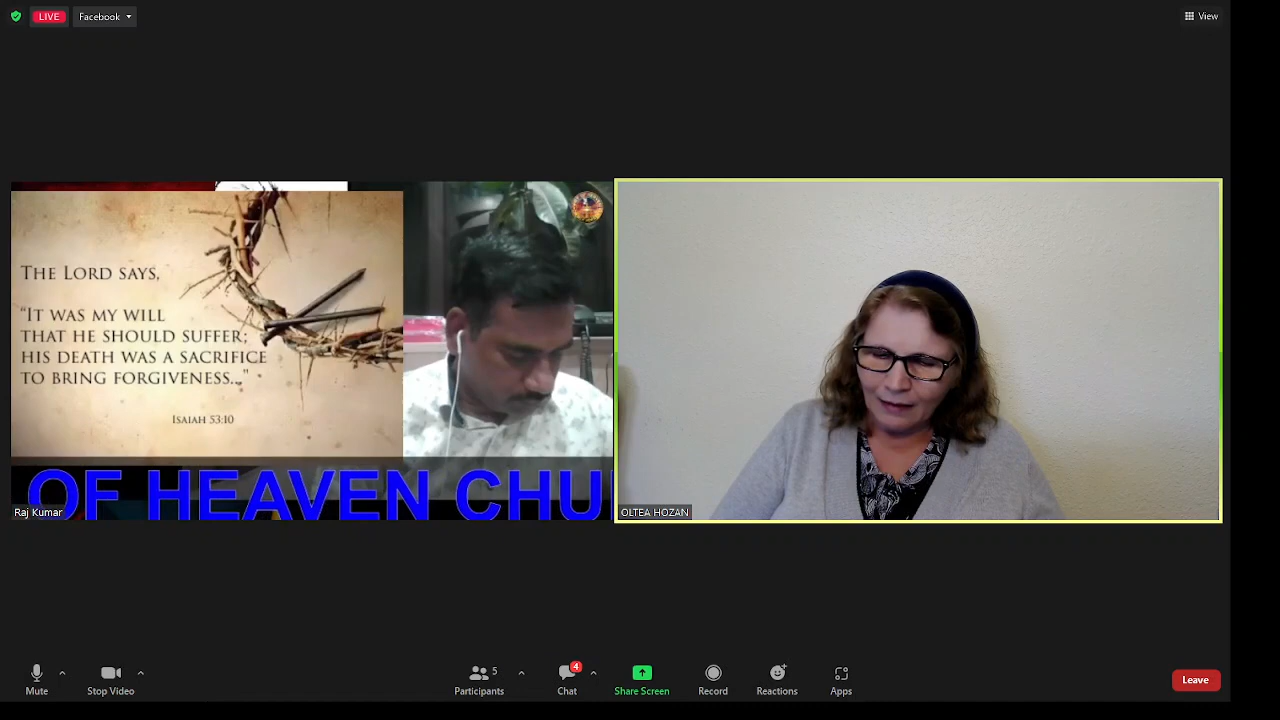 LIVE
Facebook
View
THE LORD SAYS,
"IT WAS MY WILL
THAT HE SHOULD SUFFER;
HIS DEATH WAS A SACRIFICE
TO BRING FORGIVENESS..."
ISAIAH 53:10
OF HEAVEN CHU
Raj Kumar
OLTEA HOZAN
Mute
Stop Video
Participants
5
Chat
4
Share Screen
Record
Reactions
Apps
Leave